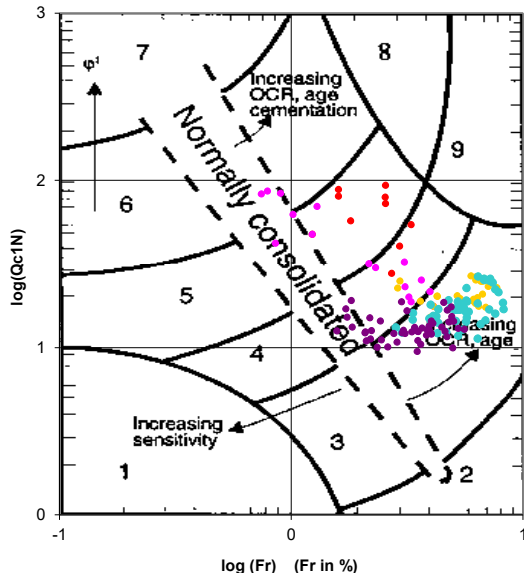 3
7
8
φ'
Increasing
OCR, age
cementation
9
Normally consolidated
2
6
log(Qc1N)
5
4
1
Increasing
OCR, age
Increasing
sensitivity
3
1
2
0
-1
0
1
log (Fr) (Fr in %)